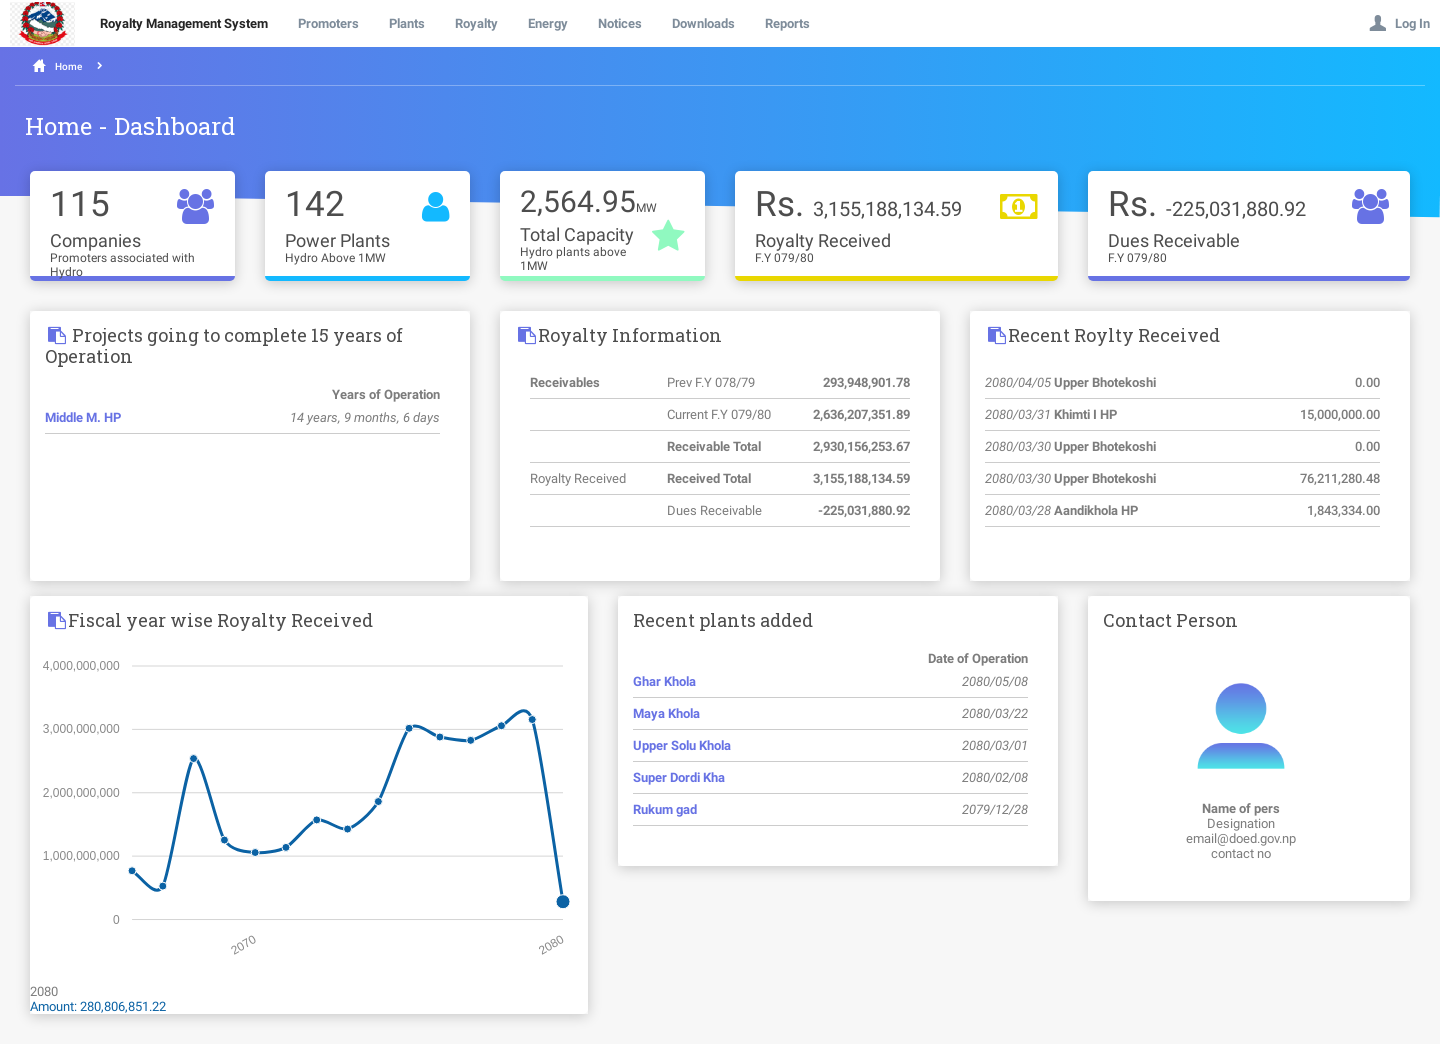 Royalty Management System Promoters Plants Royalty Energy Notices Downloads Reports Log In
Home
Home - Dashboard
115
Companies
Promoters associated with
Hydro
142
Power Plants
Hydro Above 1MW
2,564.95MW
Total Capacity
Hydro plants above
1MW
Rs. 3,155,188,134.59
Royalty Received
F.Y 079/80
Rs. -225,031,880.92
Dues Receivable
F.Y 079/80
Projects going to complete 15 years of
Operation
Years of Operation
Middle M. HP 14 years, 9 months, 6 days
Royalty Information
Receivables Prev F.Y 078/79 293,948,901.78
Current F.Y 079/80 2,636,207,351.89
Receivable Total 2,930,156,253.67
Royalty Received Received Total 3,155,188,134.59
Dues Receivable -225,031,880.92
Recent Roylty Received
2080/04/05 Upper Bhotekoshi 0.00
2080/03/31 Khimti I HP 15,000,000.00
2080/03/30 Upper Bhotekoshi 0.00
2080/03/30 Upper Bhotekoshi 76,211,280.48
2080/03/28 Aandikhola HP 1,843,334.00
Fiscal year wise Royalty Received
4,000,000,000
3,000,000,000
2,000,000,000
1,000,000,000
0
2070 2080
2080
Amount: 280,806,851.22
Recent plants added
Date of Operation
Ghar Khola 2080/05/08
Maya Khola 2080/03/22
Upper Solu Khola 2080/03/01
Super Dordi Kha 2080/02/08
Rukum gad 2079/12/28
Contact Person
Name of pers
Designation
email@doed.gov.np
contact no